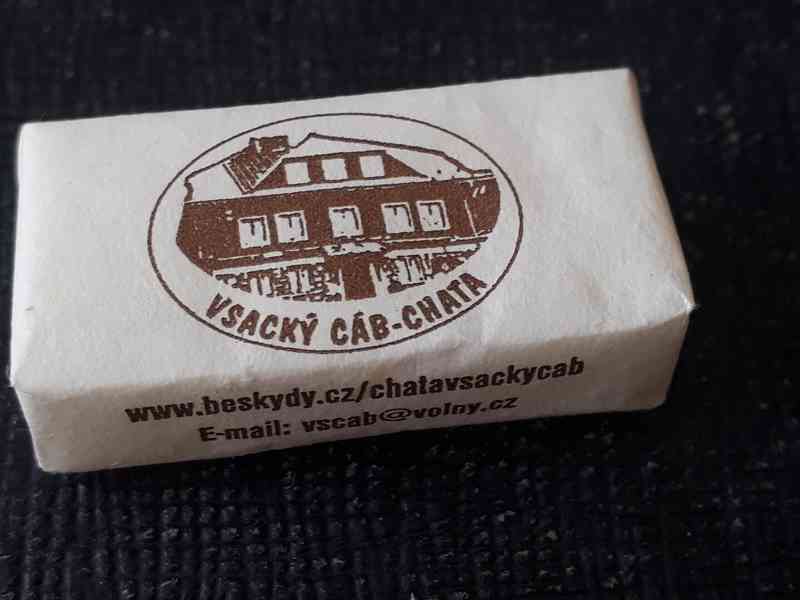 VSACKÝ CÁB-CHATA
www.beskydy.cz/chatavsackycab
E-mail: vscab@volny.cz